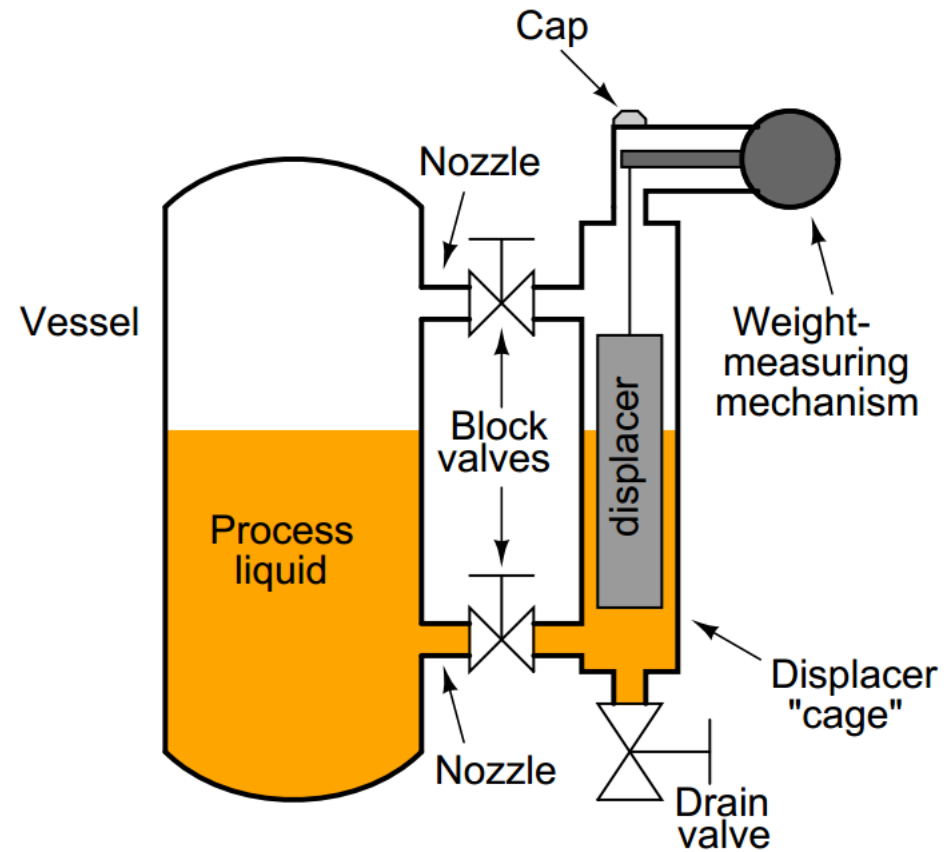 Cap
Nozzle
Vessel
Weight-
measuring
mechanism
Block
valves
displacer
Process
liquid
Displacer
"cage"
Nozzle
Drain
valve